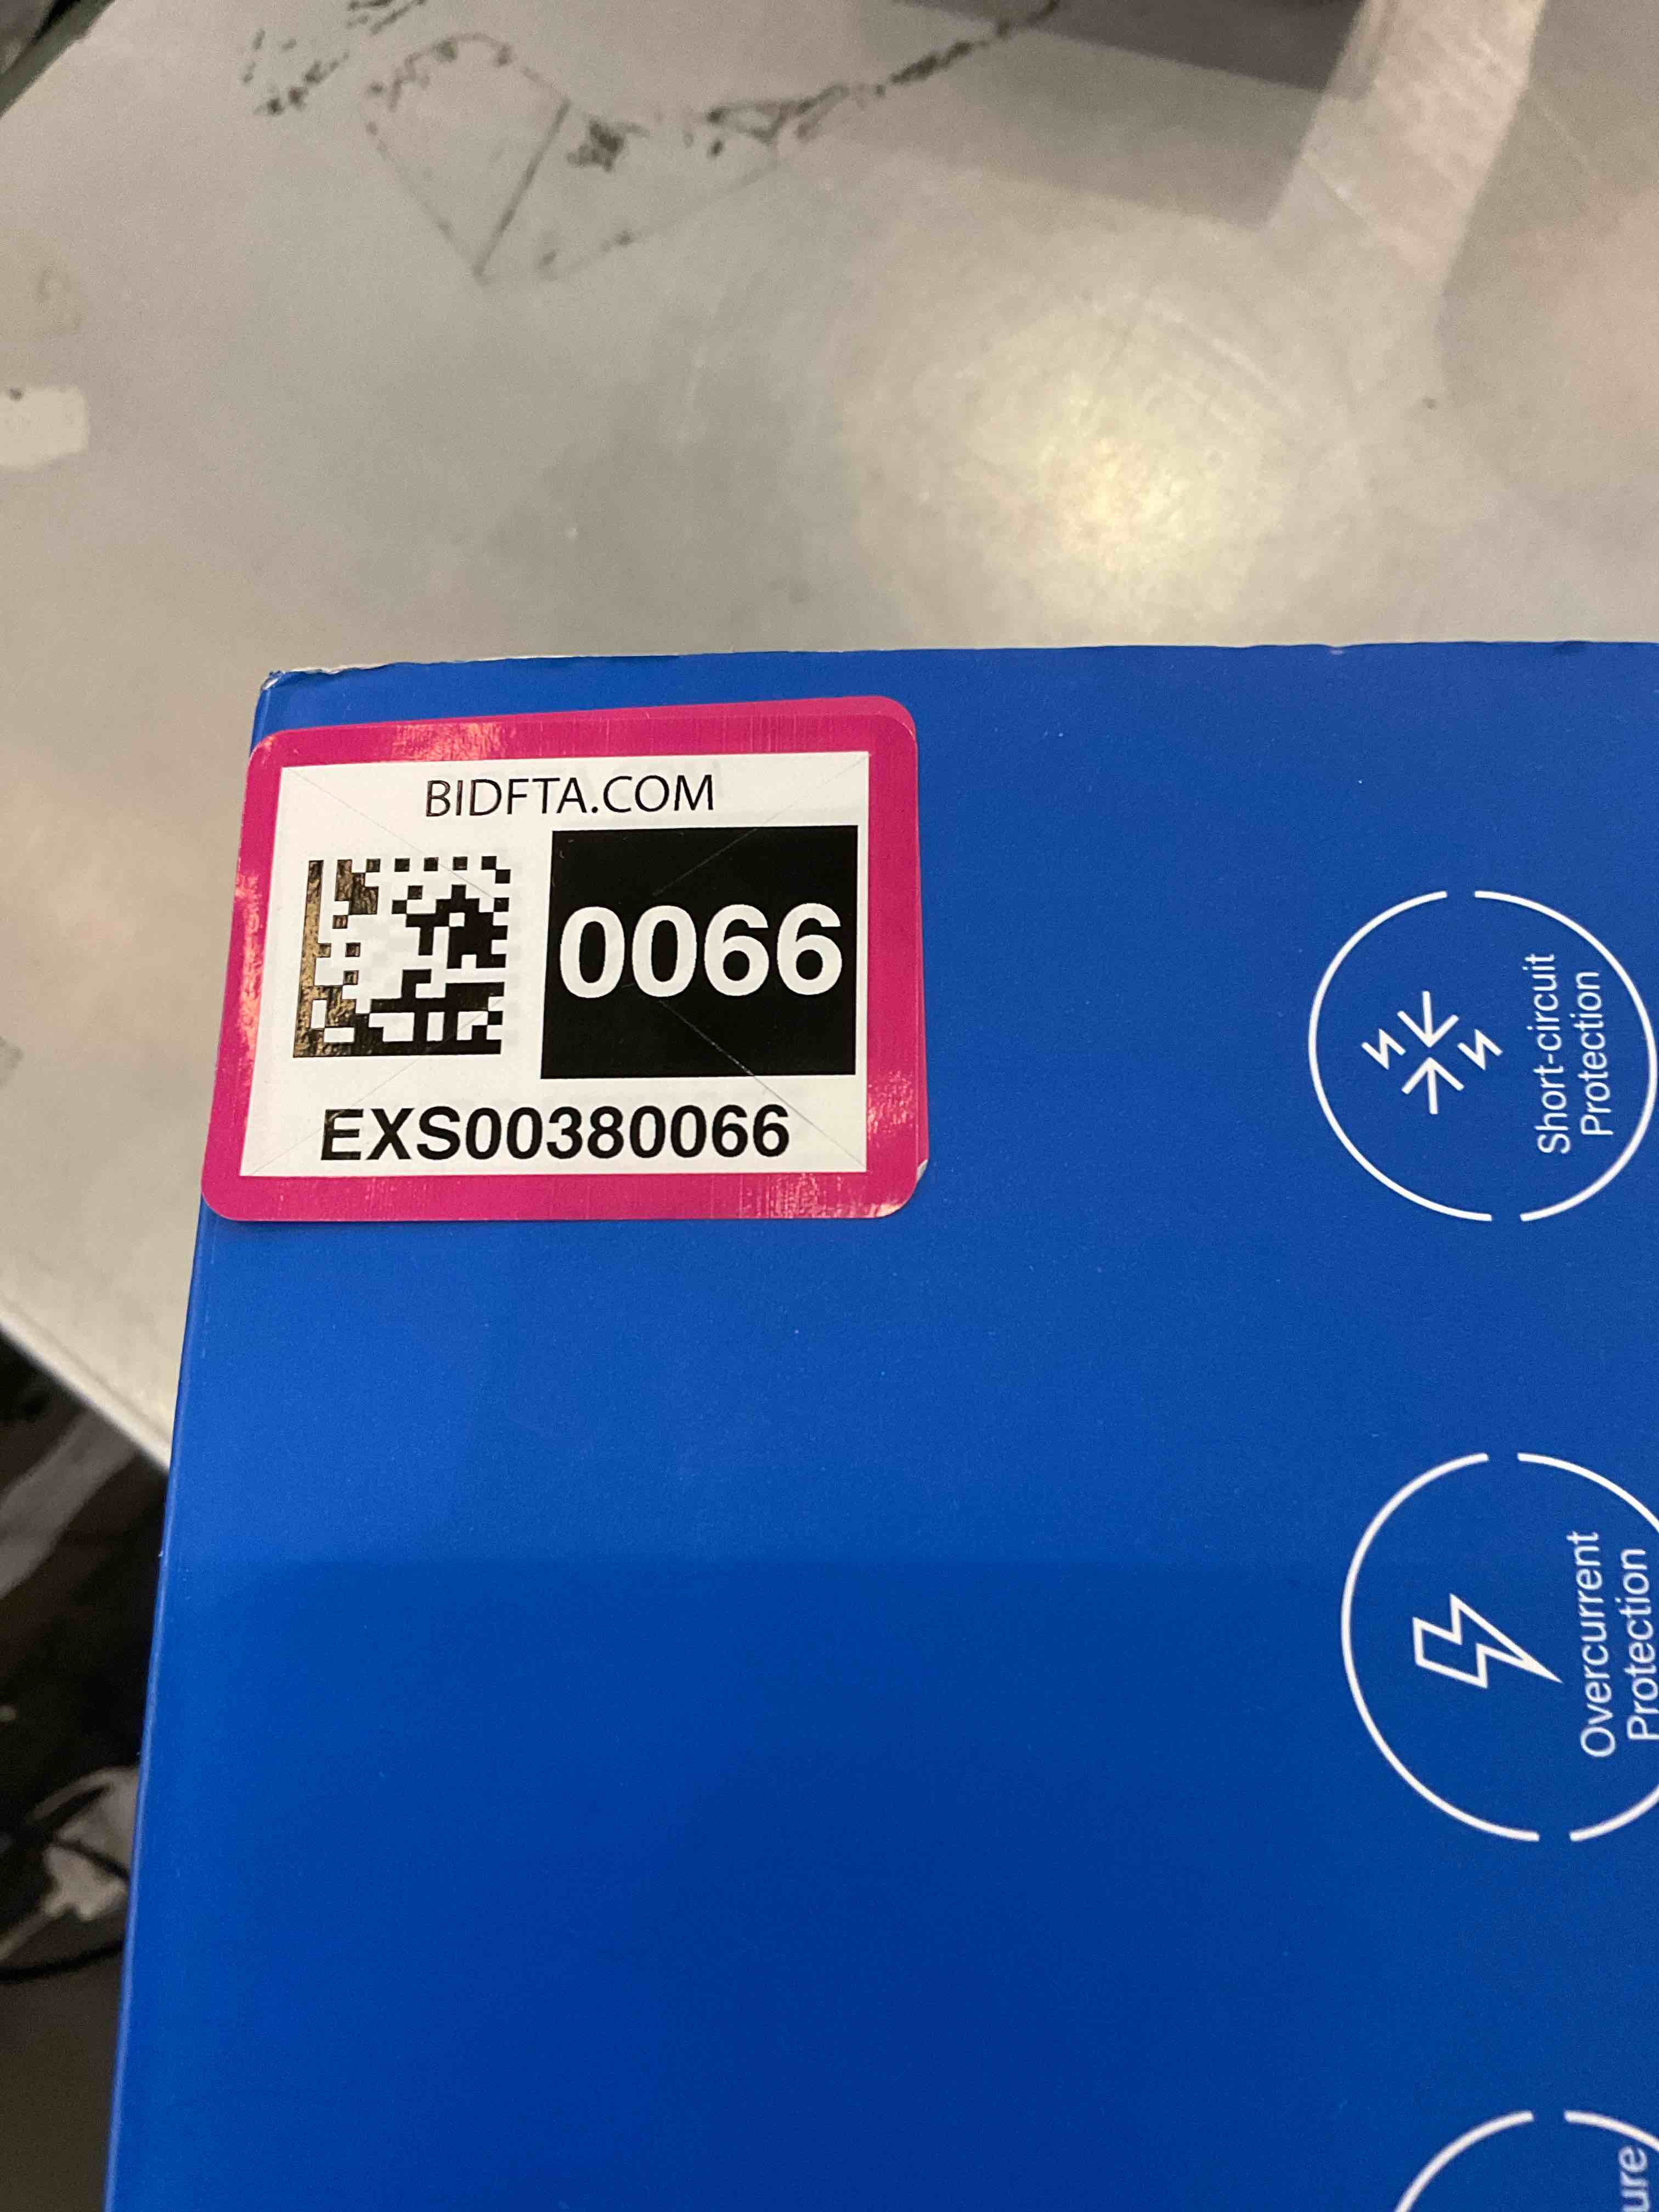 BIDFTA.COM
0066
EXS00380066
Short-circuit
Protection
Overcurrent
Protection